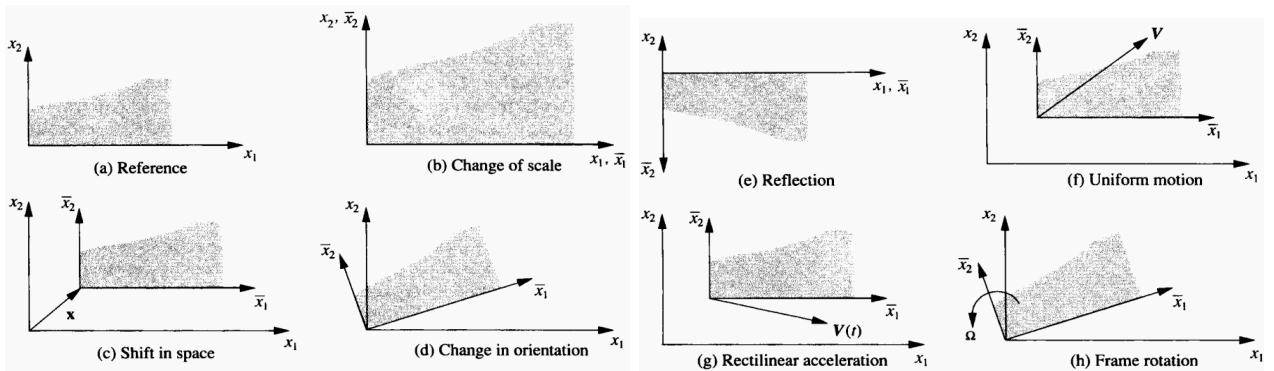 x₂
x₁
(a) Reference
x₂, x̅₂
x₁, x̅₁
(b) Change of scale
x₂
x̅₂
x
x̅₁
x₁
(c) Shift in space
x₂
x̅₂
x̅₁
x₁
(d) Change in orientation
x₂
x₁, x̅₁
x̅₂
(e) Reflection
x₂
x̅₂
V
x̅₁
x₁
(f) Uniform motion
x₂
x̅₂
x̅₁
V(t)
x₁
(g) Rectilinear acceleration
x₂
x̅₂
x̅₁
Ω
x₁
(h) Frame rotation